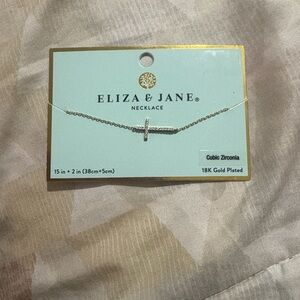 ELIZA & JANE®
NECKLACE
Cubic Zirconia
15 in + 2 in (38cm+5cm)
18K Gold Plated